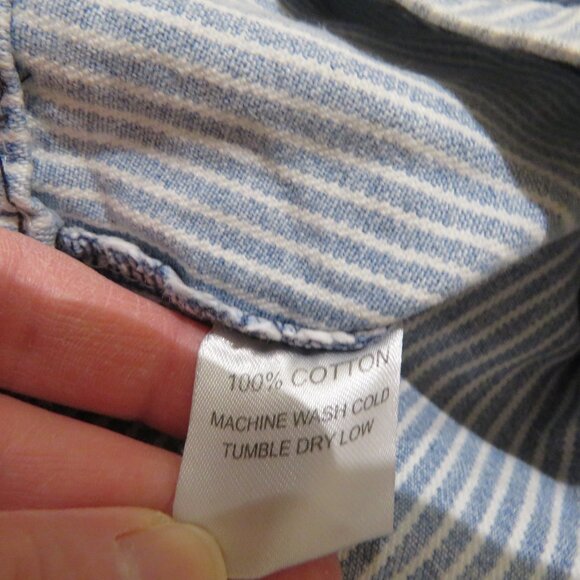 100% COTTON
MACHINE WASH COLD
TUMBLE DRY LOW